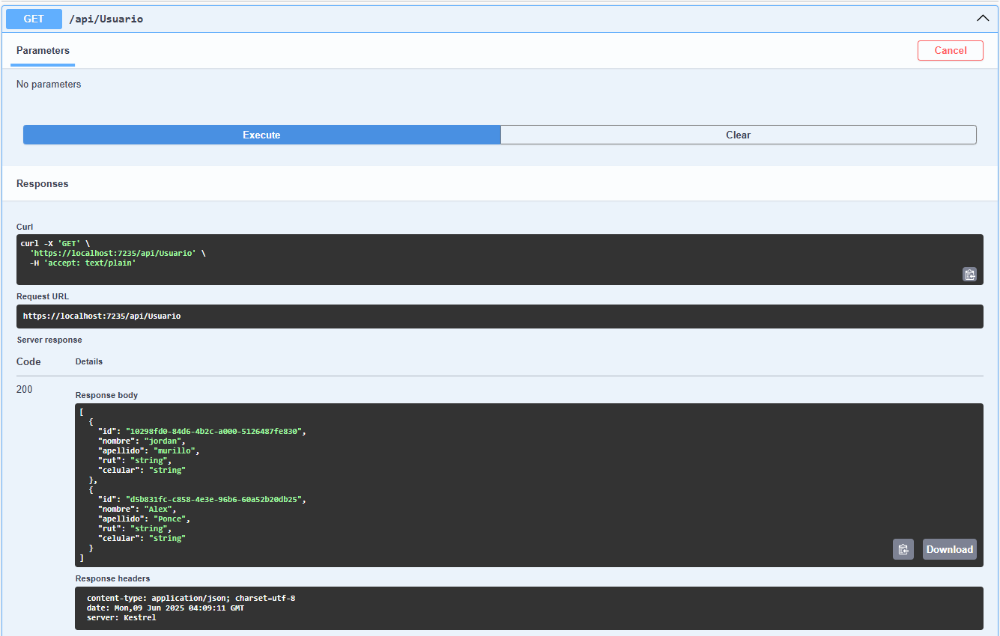 GET /api/Usuario
Parameters
Cancel
No parameters
Execute
Clear
Responses
Curl
curl -X 'GET' \
  'https://localhost:7235/api/Usuario' \
  -H 'accept: text/plain'
Request URL
https://localhost:7235/api/Usuario
Server response
Code Details
200
Response body
[
  {
    "id": "10298fd0-84d6-4b2c-a000-5126487fe830",
    "nombre": "jordan",
    "apellido": "murillo",
    "rut": "string",
    "celular": "string"
  },
  {
    "id": "d5b831fc-c858-4e3e-96b6-60a52b20db25",
    "nombre": "Alex",
    "apellido": "Ponce",
    "rut": "string",
    "celular": "string"
  }
]
Download
Response headers
content-type: application/json; charset=utf-8
date: Mon,09 Jun 2025 04:09:11 GMT
server: Kestrel